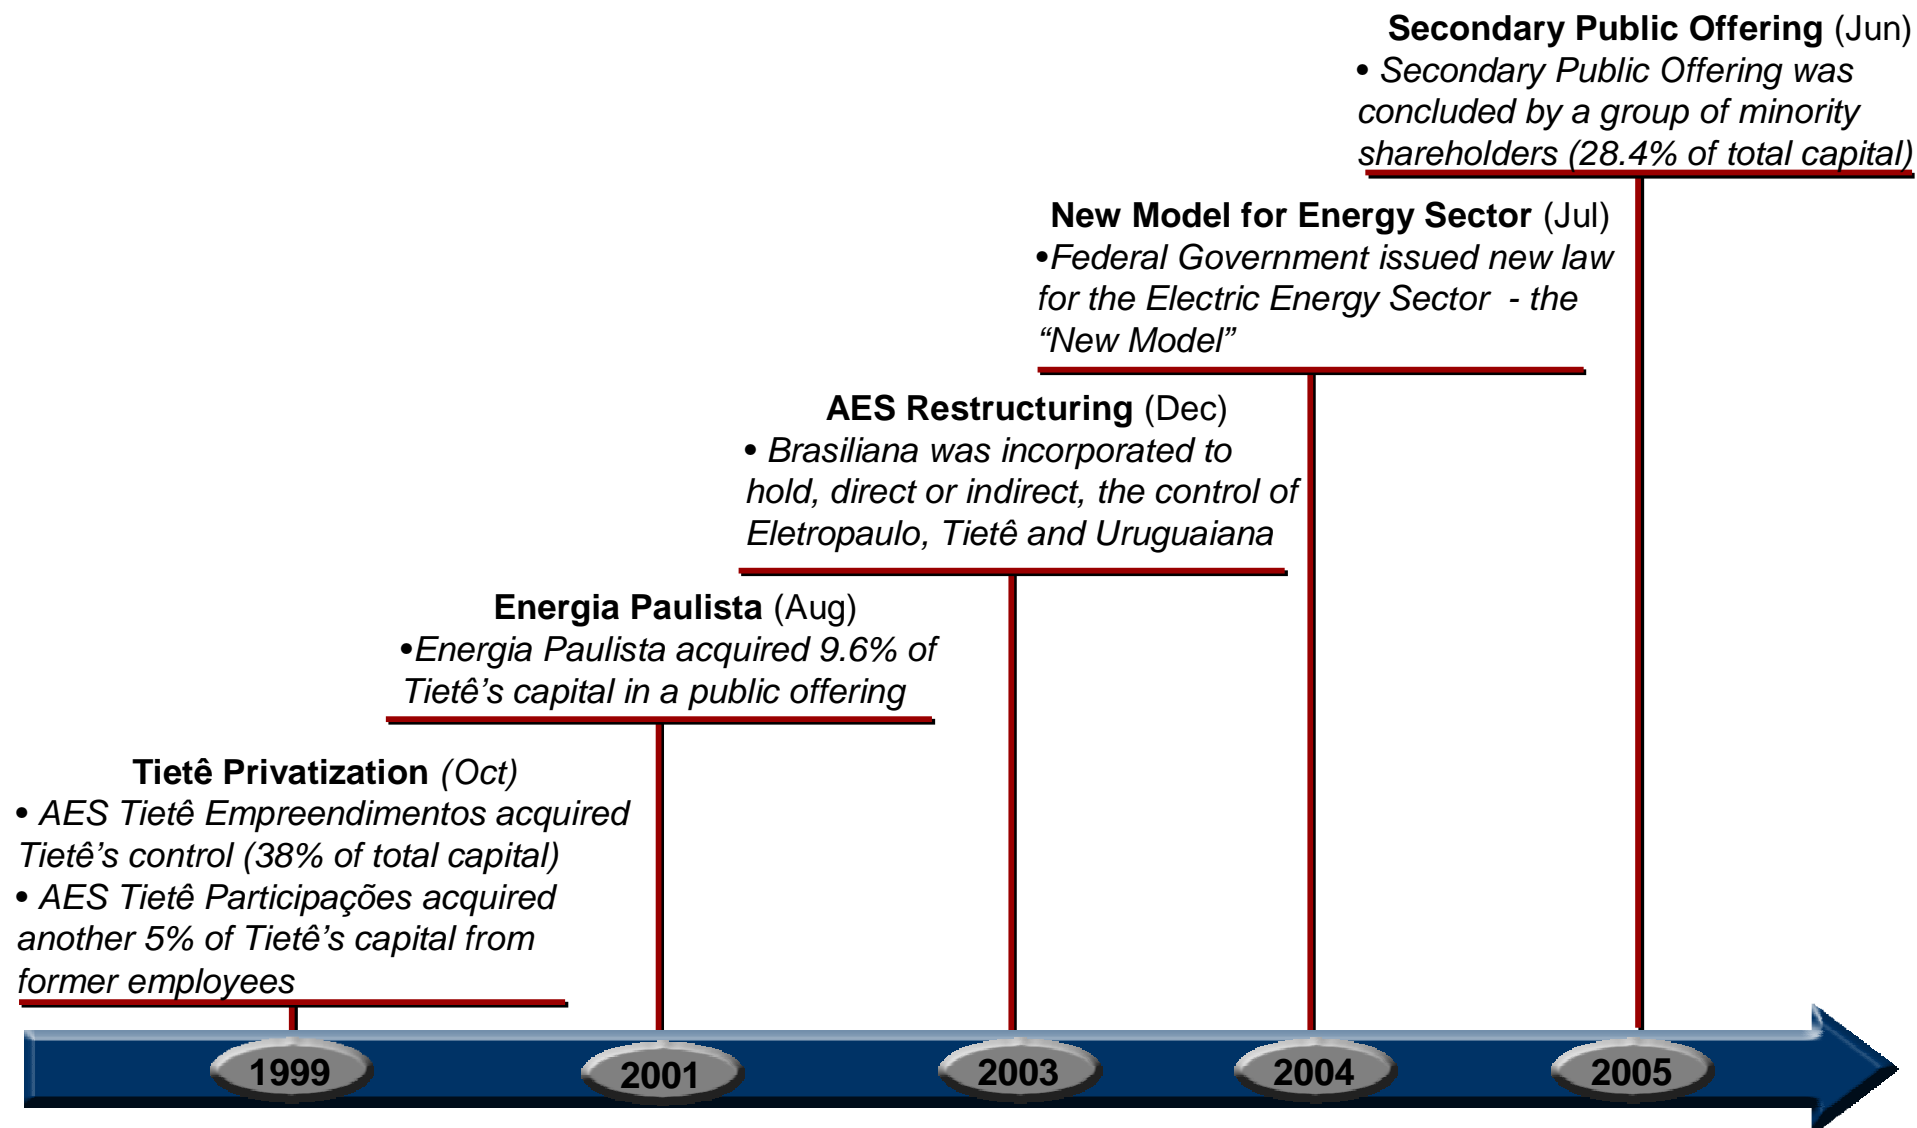 Secondary Public Offering (Jun)
• Secondary Public Offering was
concluded by a group of minority
shareholders (28.4% of total capital)
New Model for Energy Sector (Jul)
•Federal Government issued new law
for the Electric Energy Sector - the
“New Model”
AES Restructuring (Dec)
• Brasiliana was incorporated to
hold, direct or indirect, the control of
Eletropaulo, Tietê and Uruguaiana
Energia Paulista (Aug)
•Energia Paulista acquired 9.6% of
Tietê’s capital in a public offering
Tietê Privatization (Oct)
• AES Tietê Empreendimentos acquired
Tietê’s control (38% of total capital)
• AES Tietê Participações acquired
another 5% of Tietê’s capital from
former employees
1999 2001 2003 2004 2005